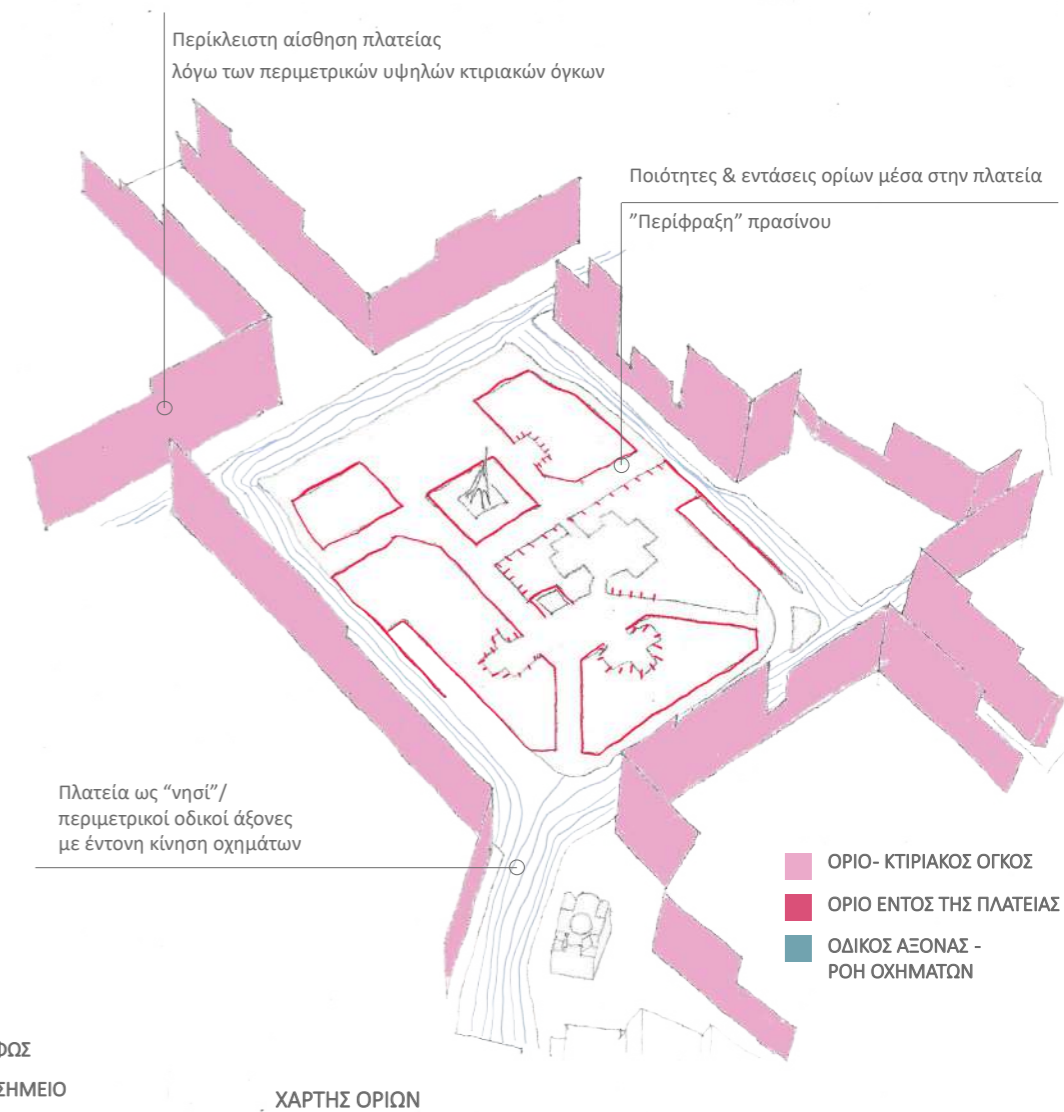 Περίκλειστη αίσθηση πλατείας
λόγω των περιμετρικών υψηλών κτιριακών όγκων
Ποιότητες & εντάσεις ορίων μέσα στην πλατεία
”Περίφραξη” πρασίνου
Πλατεία ως “νησί”/
περιμετρικοί οδικοί άξονες
με έντονη κίνηση οχημάτων
ΟΡΙΟ- ΚΤΙΡΙΑΚΟΣ ΟΓΚΟΣ
ΟΡΙΟ ΕΝΤΟΣ ΤΗΣ ΠΛΑΤΕΙΑΣ
ΟΔΙΚΟΣ ΑΞΟΝΑΣ -
ΡΟΗ ΟΧΗΜΑΤΩΝ
ΦΩΣ
ΣΗΜΕΙΟ
ΧΑΡΤΗΣ ΟΡΙΩΝ